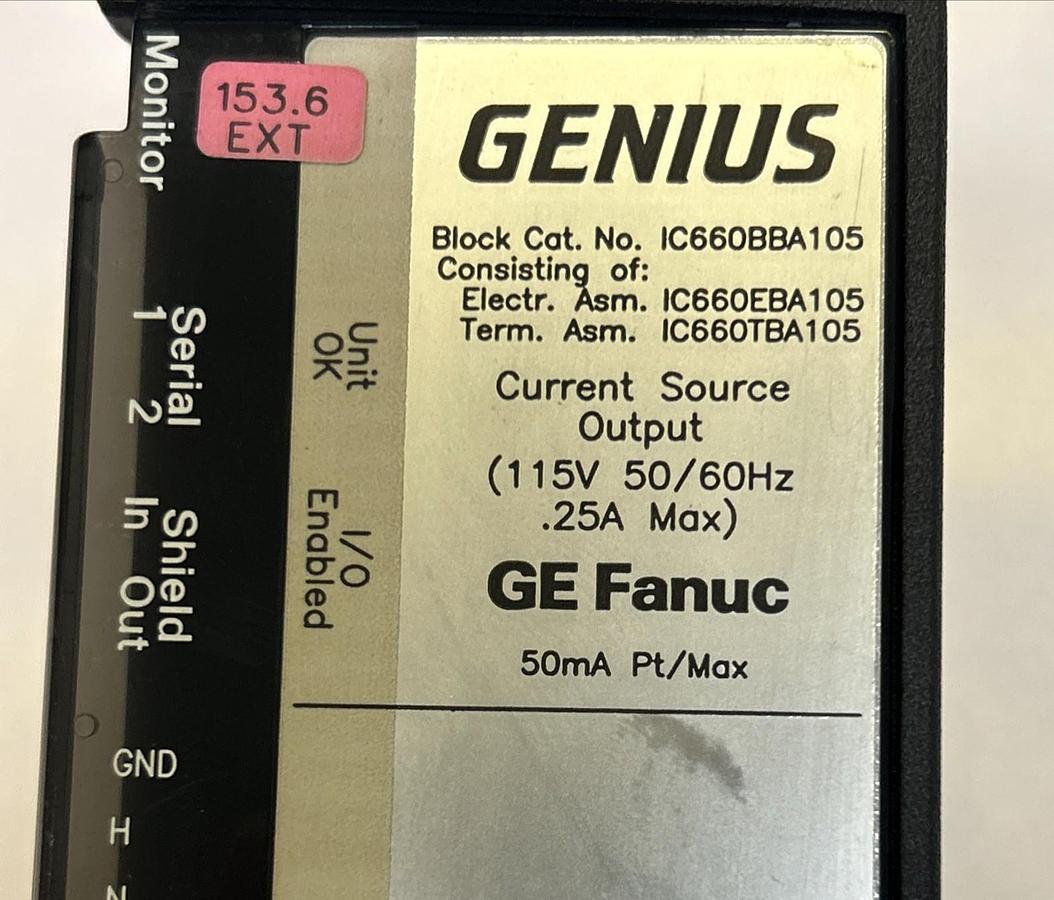 Monitor
153.6
EXT
GENIUS
Block Cat. No. IC660BBA105
Consisting of:
Electr. Asm. IC660EBA105
Term. Asm. IC660TBA105
Serial
1 2
Unit
OK
Current Source
Output
(115V 50/60Hz
.25A Max)
Shield
In Out
I/O
Enabled
GE Fanuc
50mA Pt/Max
GND
H
N